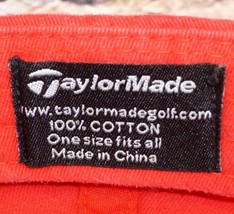 TaylorMade
www.taylormadegolf.com
100% COTTON
One size fits all
Made in China